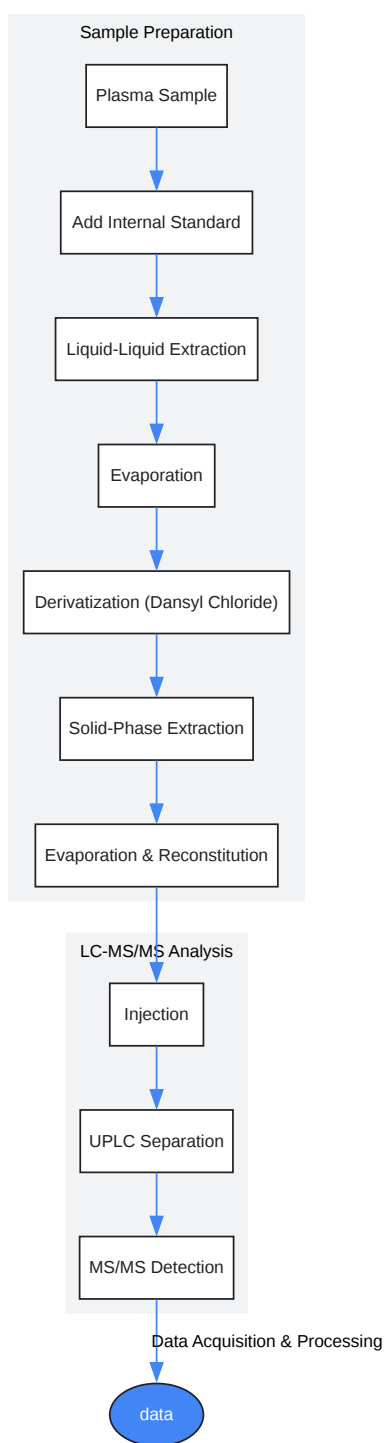 Sample Preparation
Plasma Sample
Add Internal Standard
Liquid-Liquid Extraction
Evaporation
Derivatization (Dansyl Chloride)
Solid-Phase Extraction
Evaporation & Reconstitution
LC-MS/MS Analysis
Injection
UPLC Separation
MS/MS Detection
Data Acquisition & Processing
data